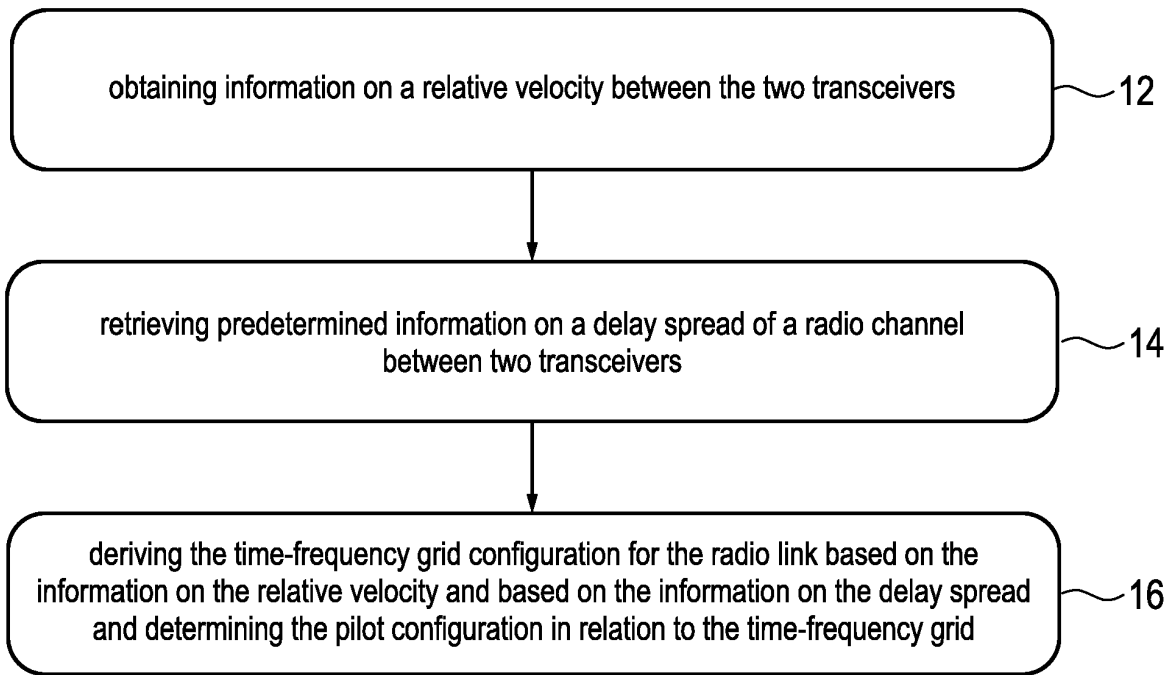 obtaining information on a relative velocity between the two transceivers
12
retrieving predetermined information on a delay spread of a radio channel
between two transceivers
14
deriving the time-frequency grid configuration for the radio link based on the
information on the relative velocity and based on the information on the delay spread
and determining the pilot configuration in relation to the time-frequency grid
16